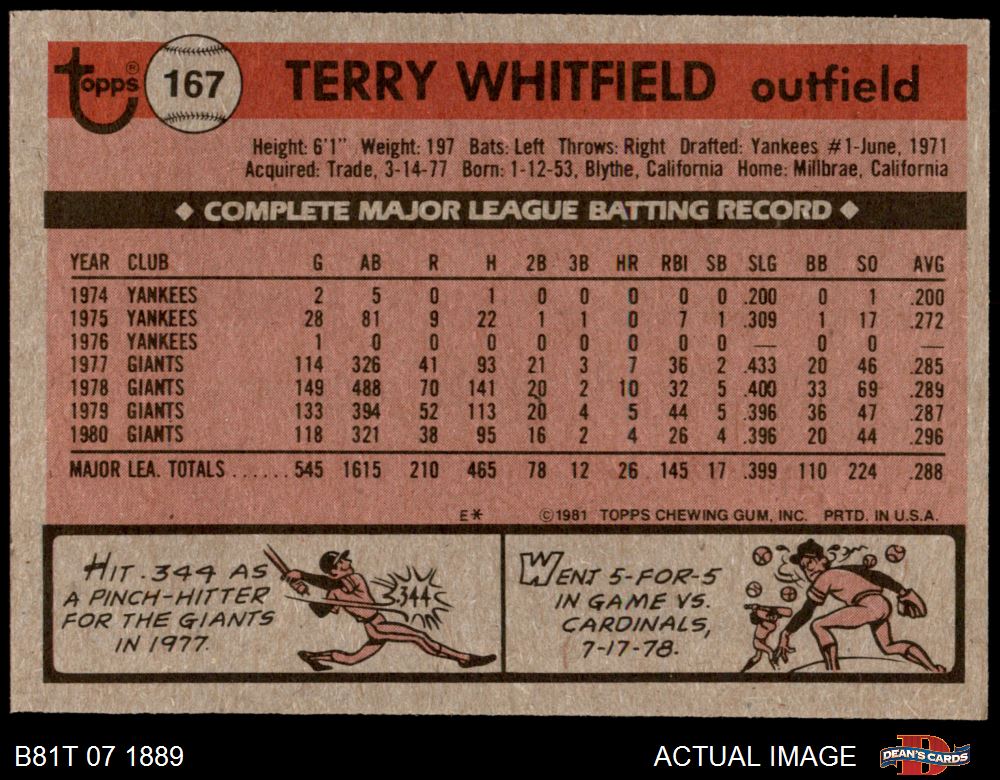 topps® 167 TERRY WHITFIELD outfield
Height: 6'1" Weight: 197 Bats: Left Throws: Right Drafted: Yankees #1-June, 1971
Acquired: Trade, 3-14-77 Born: 1-12-53, Blythe, California Home: Millbrae, California
◆ COMPLETE MAJOR LEAGUE BATTING RECORD ◆
YEAR CLUB G AB R H 2B 3B HR RBI SB SLG BB SO AVG
1974 YANKEES 2 5 0 1 0 0 0 0 0 .200 0 1 .200
1975 YANKEES 28 81 9 22 1 1 0 7 1 .309 1 17 .272
1976 YANKEES 1 0 0 0 0 0 0 0 0 — 0 0 —
1977 GIANTS 114 326 41 93 21 3 7 36 2 .433 20 46 .285
1978 GIANTS 149 488 70 141 20 2 10 32 5 .400 33 69 .289
1979 GIANTS 133 394 52 113 20 4 5 44 5 .396 36 47 .287
1980 GIANTS 118 321 38 95 16 2 4 26 4 .396 20 44 .296
MAJOR LEA. TOTALS ...... 545 1615 210 465 78 12 26 145 17 .399 110 224 .288
E* ©1981 TOPPS CHEWING GUM, INC. PRTD. IN U.S.A.
HIT .344 AS
A PINCH-HITTER
FOR THE GIANTS
IN 1977.
.344
WENT 5-FOR-5
IN GAME VS.
CARDINALS,
7-17-78.
B81T 07 1889 ACTUAL IMAGE DEAN'S CARDS